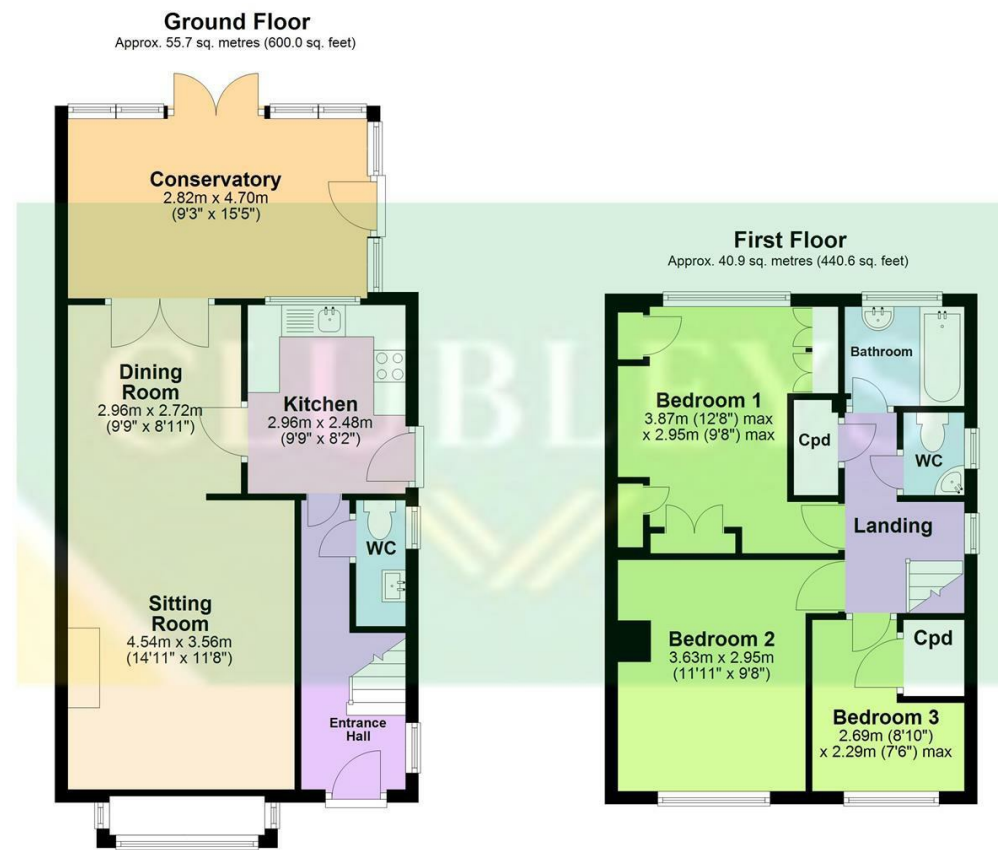 Ground Floor
Approx. 55.7 sq. metres (600.0 sq. feet)
Conservatory
2.82m x 4.70m
(9'3" x 15'5")
Dining
Room
2.96m x 2.72m
(9'9" x 8'11")
Kitchen
2.96m x 2.48m
(9'9" x 8'2")
WC
Sitting
Room
4.54m x 3.56m
(14'11" x 11'8")
Entrance
Hall
First Floor
Approx. 40.9 sq. metres (440.6 sq. feet)
Bathroom
Bedroom 1
3.87m (12'8") max
x 2.95m (9'8") max
Cpd
WC
Landing
Bedroom 2
3.63m x 2.95m
(11'11" x 9'8")
Cpd
Bedroom 3
2.69m (8'10")
x 2.29m (7'6") max
CLUBLEYS